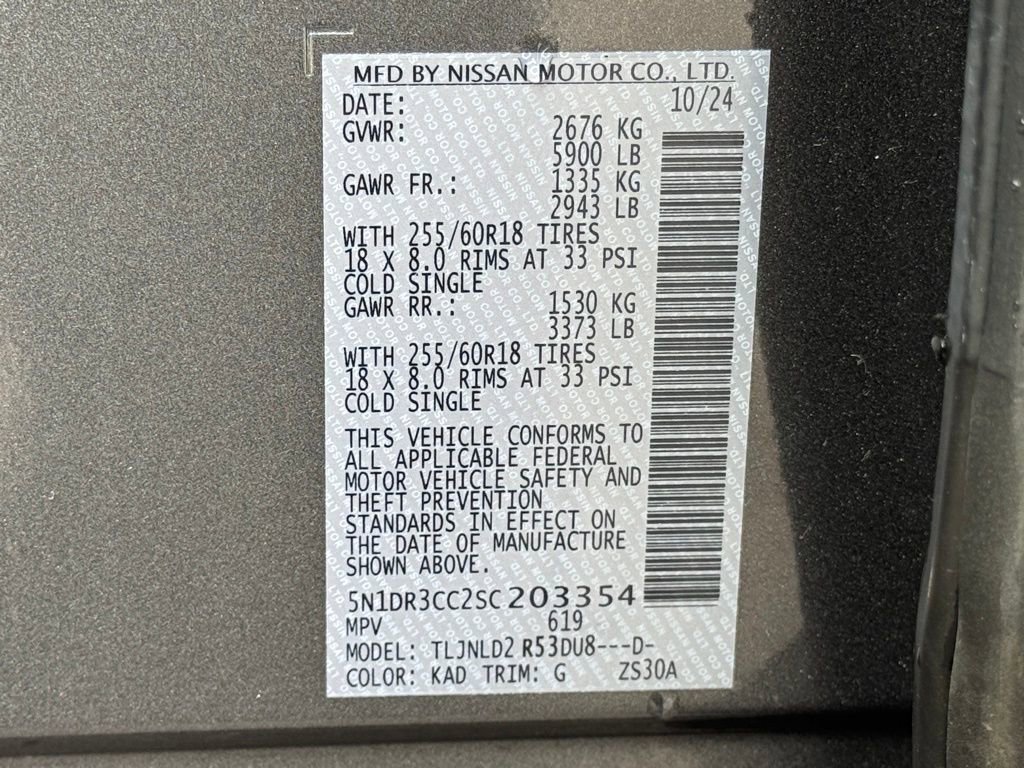 MFD BY NISSAN MOTOR CO., LTD.
DATE: 10/24
GVWR: 2676 KG
5900 LB
GAWR FR.: 1335 KG
2943 LB
WITH 255/60R18 TIRES
18 X 8.0 RIMS AT 33 PSI
COLD SINGLE
GAWR RR.: 1530 KG
3373 LB
WITH 255/60R18 TIRES
18 X 8.0 RIMS AT 33 PSI
COLD SINGLE
THIS VEHICLE CONFORMS TO
ALL APPLICABLE FEDERAL
MOTOR VEHICLE SAFETY AND
THEFT PREVENTION
STANDARDS IN EFFECT ON
THE DATE OF MANUFACTURE
SHOWN ABOVE.
5N1DR3CC2SC203354
MPV 619
MODEL: TLJNLD2 R53DU8---D-
COLOR: KAD TRIM: G ZS30A